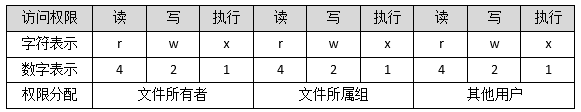 访问权限 读 写 执行 读 写 执行 读 写 执行
字符表示 r w x r w x r w x
数字表示 4 2 1 4 2 1 4 2 1
权限分配 文件所有者 文件所属组 其他用户